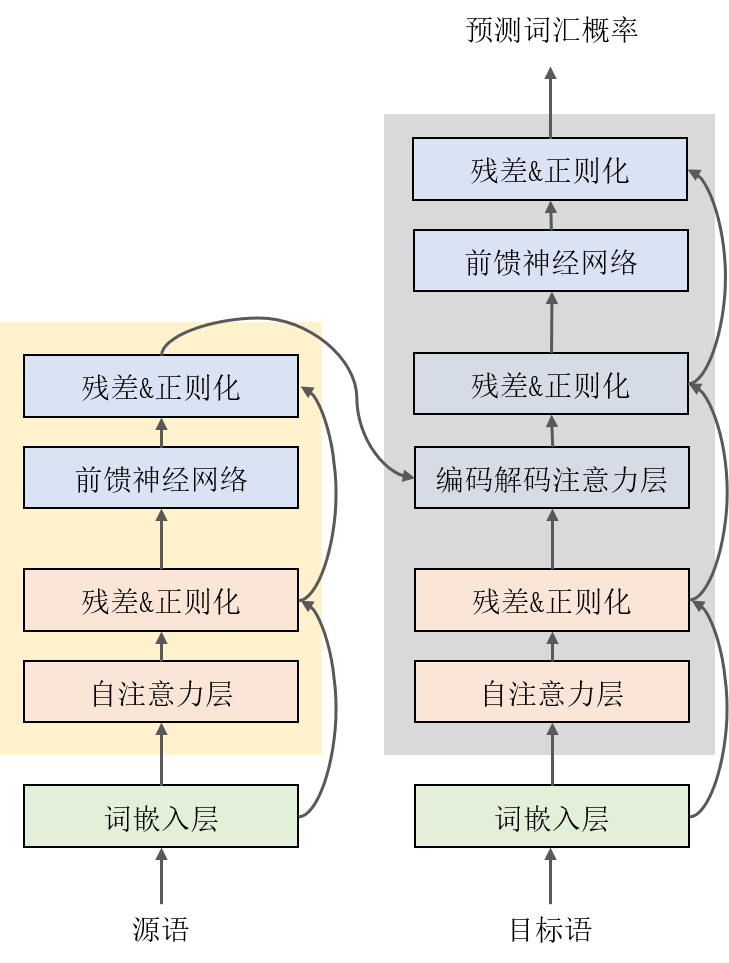 预测词汇概率
残差&正则化
前馈神经网络
残差&正则化
编码解码注意力层
残差&正则化
自注意力层
词嵌入层
目标语
残差&正则化
前馈神经网络
残差&正则化
自注意力层
词嵌入层
源语